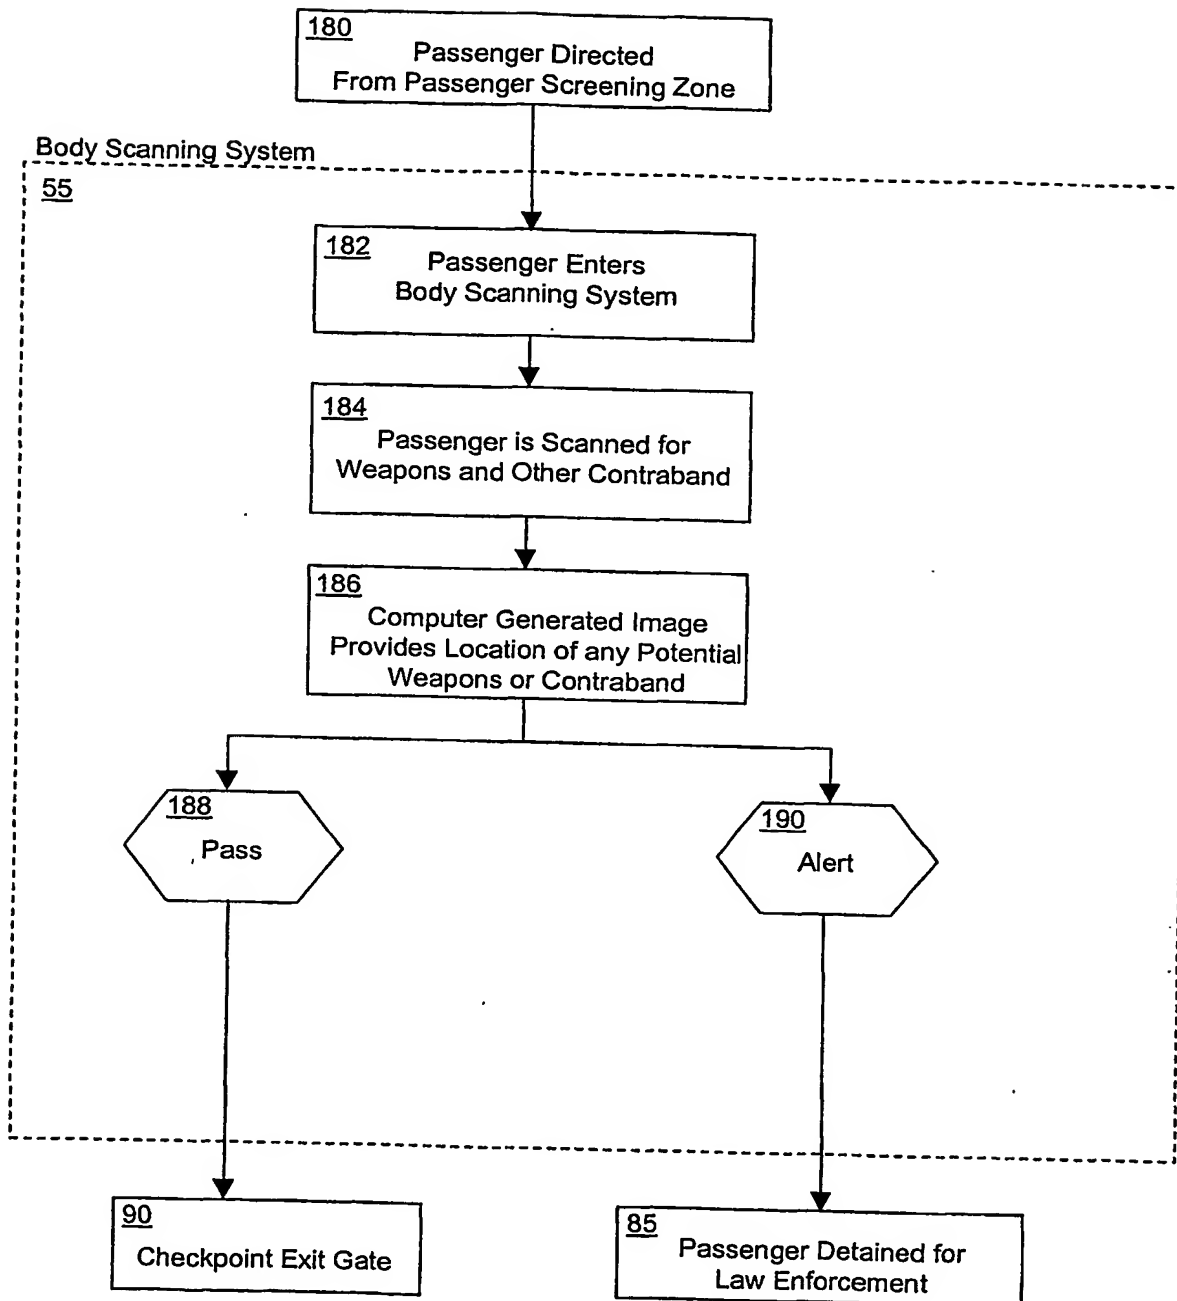 180
Passenger Directed
From Passenger Screening Zone
Body Scanning System
55
182
Passenger Enters
Body Scanning System
184
Passenger is Scanned for
Weapons and Other Contraband
186
Computer Generated Image
Provides Location of any Potential
Weapons or Contraband
188
Pass
190
Alert
90
Checkpoint Exit Gate
85
Passenger Detained for
Law Enforcement